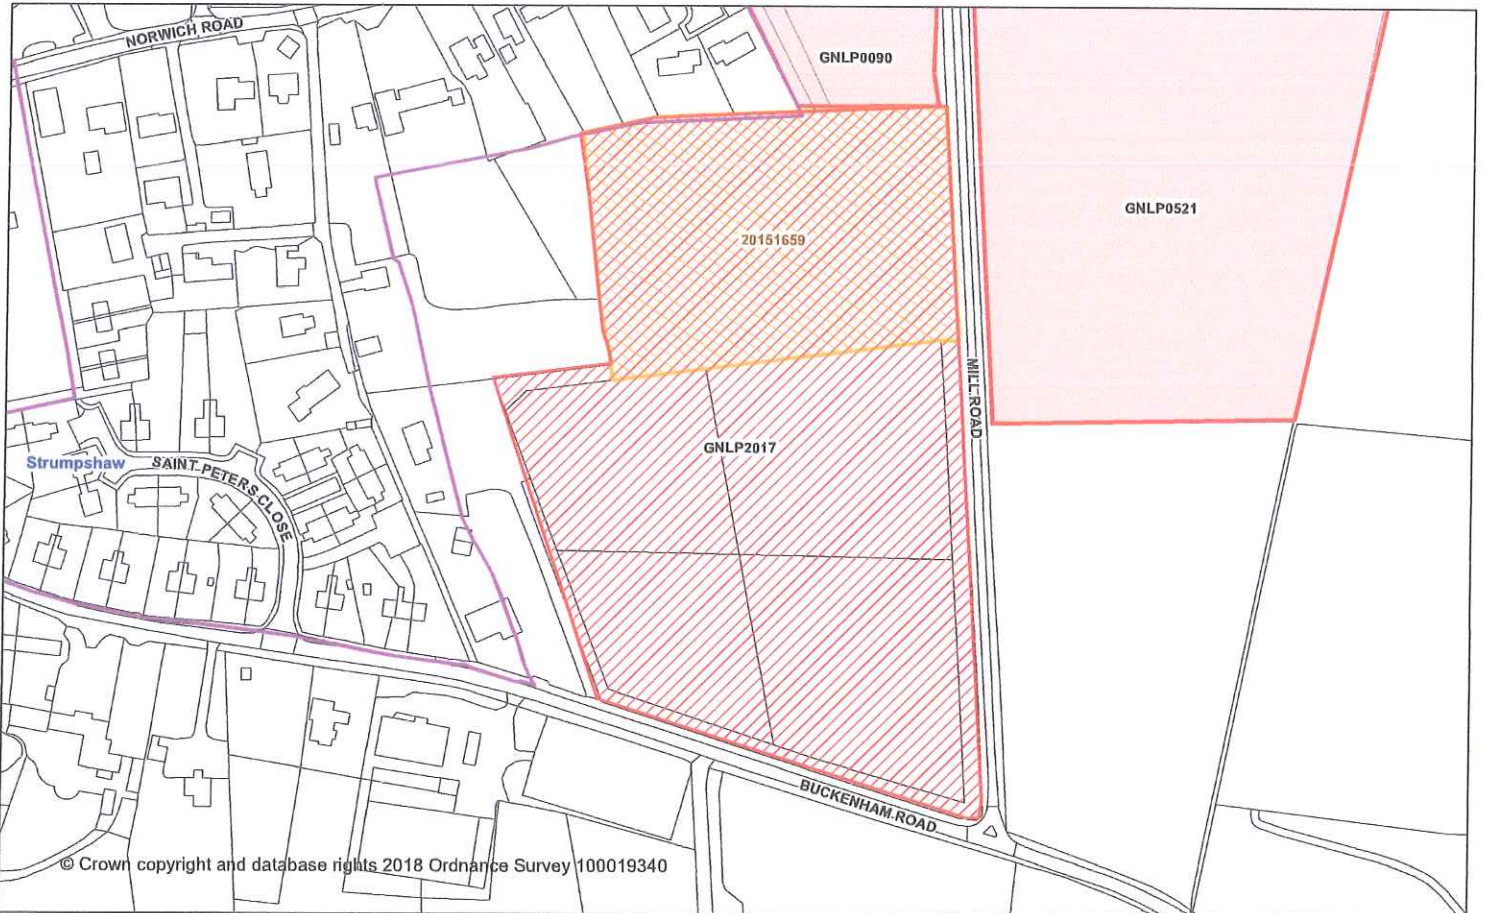 NORWICH ROAD
GNLP0090
GNLP0521
20151659
MILL ROAD
GNLP2017
Strumpshaw
SAINT PETERS CLOSE
BUCKENHAM ROAD
© Crown copyright and database rights 2018 Ordnance Survey 100019340